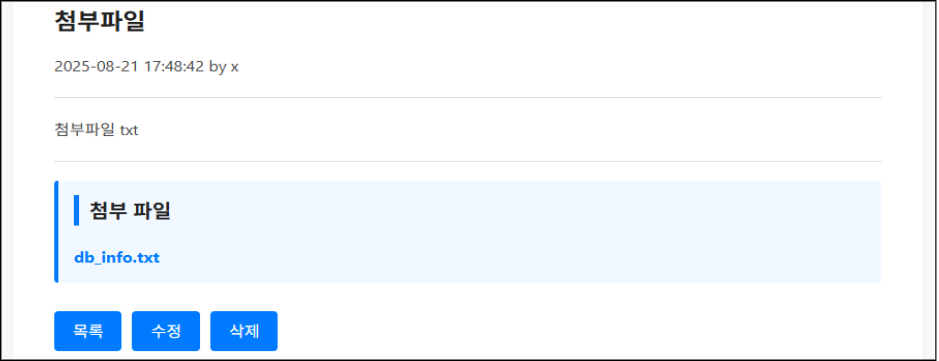 첨부파일
2025-08-21 17:48:42 by x
첨부파일 txt
첨부 파일
db_info.txt
목록 수정 삭제